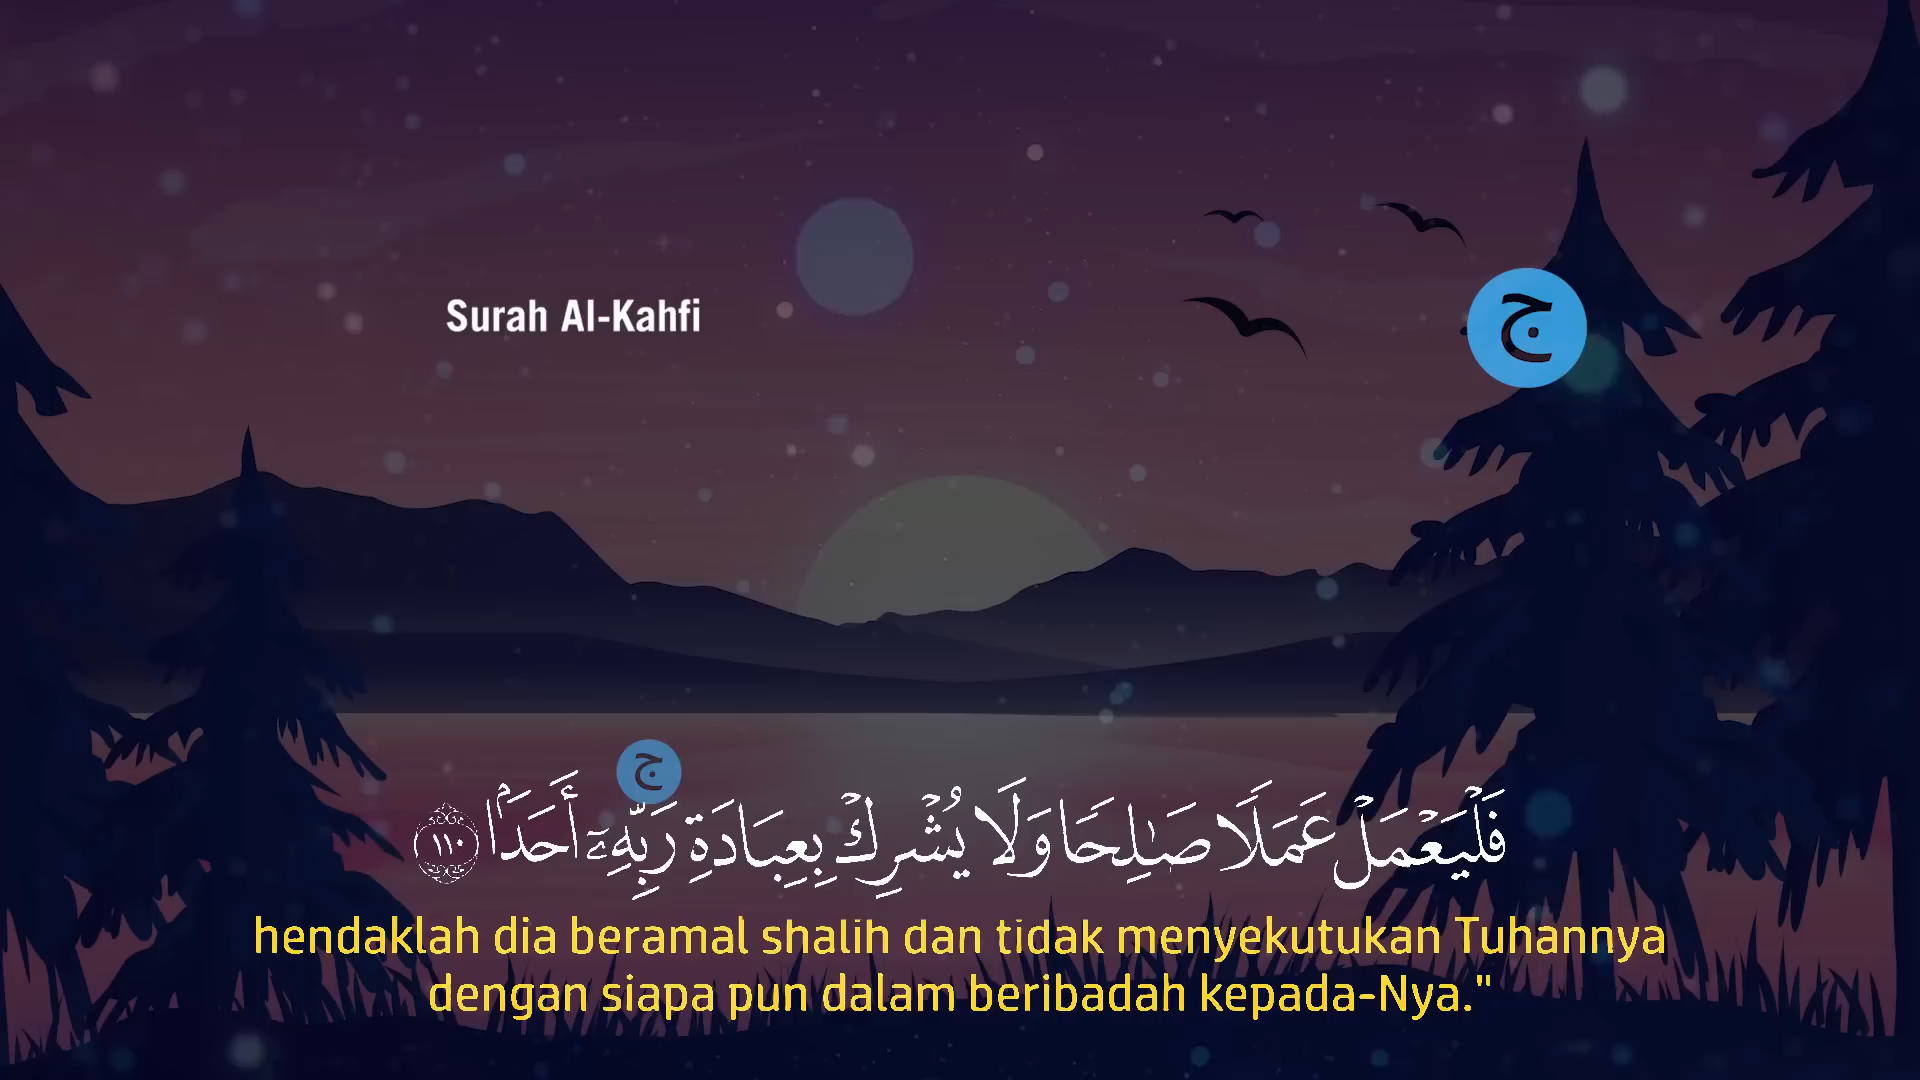 Surah Al-Kahfi
ج
ج
فَلْيَعْمَلْ عَمَلًا صَٰلِحًا وَلَا يُشْرِكْ بِعِبَادَةِ رَبِّهِۦٓ أَحَدًۢا ١١٠
hendaklah dia beramal shalih dan tidak menyekutukan Tuhannya
dengan siapa pun dalam beribadah kepada-Nya."